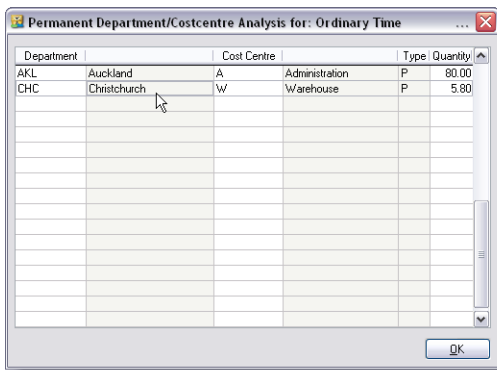 Permanent Department/Costcentre Analysis for: Ordinary Time ...
Department Cost Centre Type Quantity
AKL Auckland A Administration P 80.00
CHC Christchurch W Warehouse P 5.80
OK